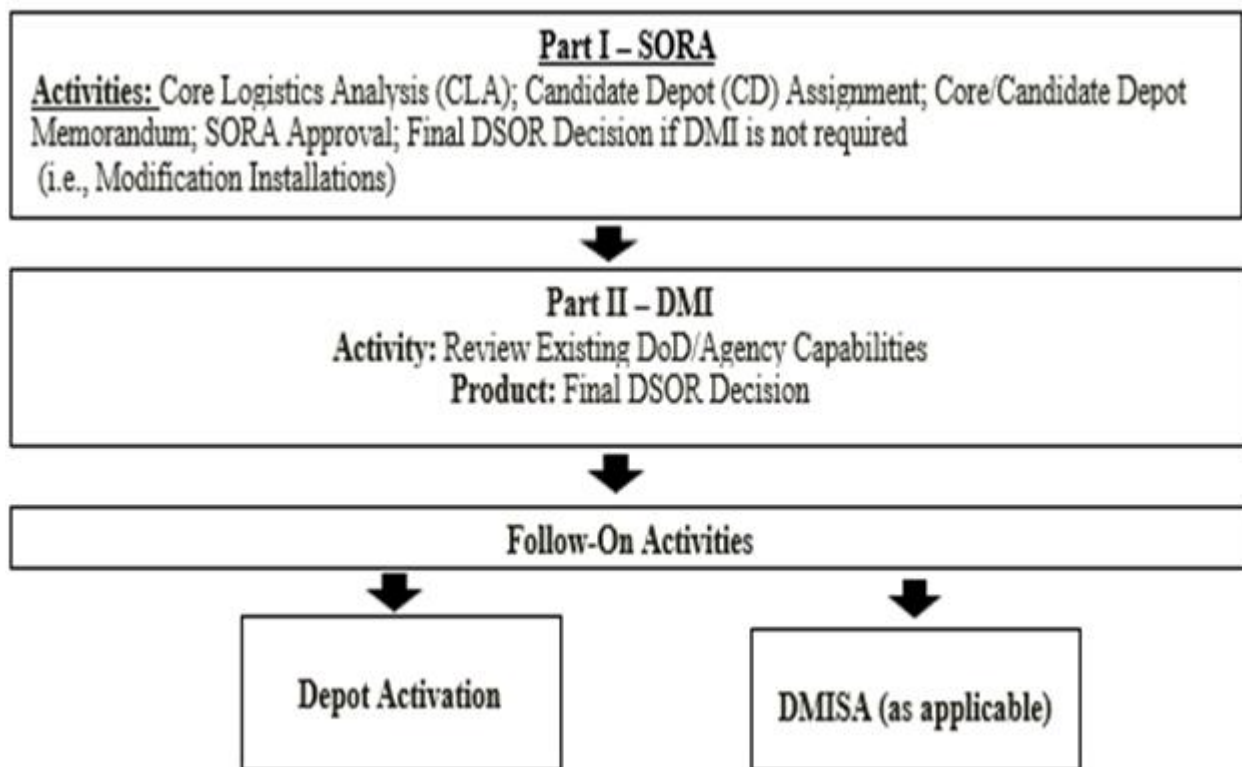 Part I – SORA
Activities: Core Logistics Analysis (CLA); Candidate Depot (CD) Assignment; Core/Candidate Depot
Memorandum; SORA Approval; Final DSOR Decision if DMI is not required
(i.e., Modification Installations)
Part II – DMI
Activity: Review Existing DoD/Agency Capabilities
Product: Final DSOR Decision
Follow-On Activities
Depot Activation
DMISA (as applicable)